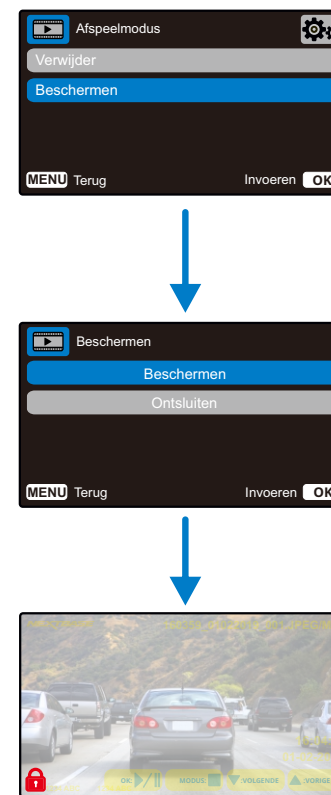 Afspeelmodus
Verwijder
Beschermen
MENU Terug Invoeren OK
Beschermen
Beschermen
Ontsluiten
MENU Terug Invoeren OK
OK: MODUS: VOLGENDE :VORIGE